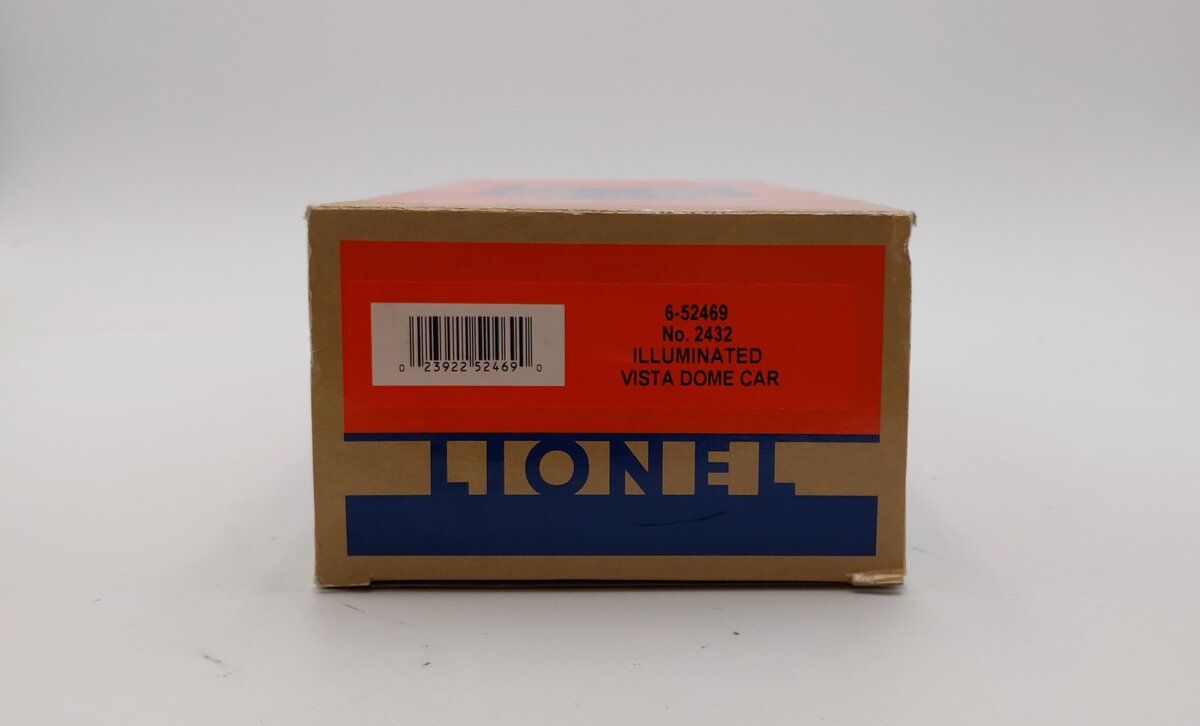 6-52469
No. 2432
ILLUMINATED
VISTA DOME CAR
0 23922 52469 0
LIONEL